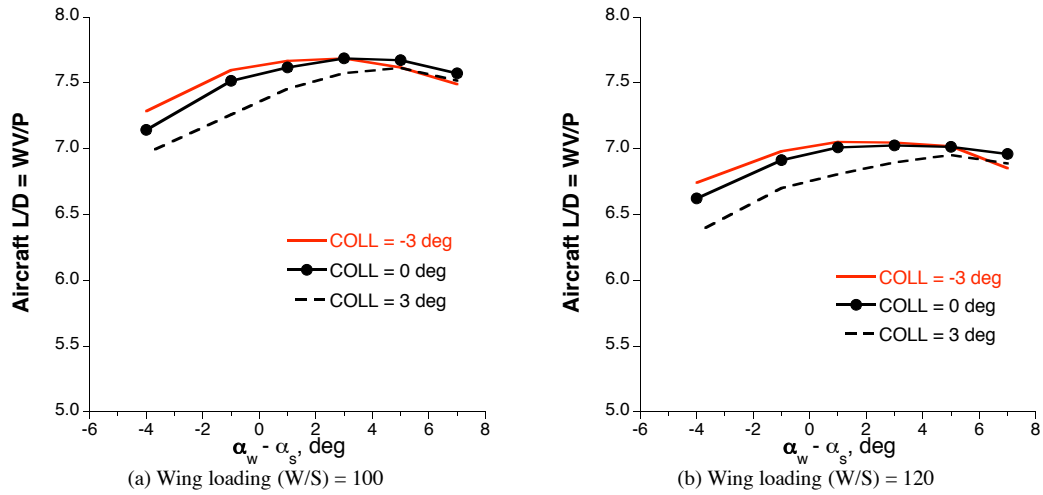 Aircraft L/D = WV/P
8.0
7.5
7.0
6.5
6.0
5.5
5.0
COLL = -3 deg
COLL = 0 deg
COLL = 3 deg
-6 -4 -2 0 2 4 6 8
αw - αs, deg
(a) Wing loading (W/S) = 100
Aircraft L/D = WV/P
8.0
7.5
7.0
6.5
6.0
5.5
5.0
COLL = -3 deg
COLL = 0 deg
COLL = 3 deg
-6 -4 -2 0 2 4 6 8
αw - αs, deg
(b) Wing loading (W/S) = 120